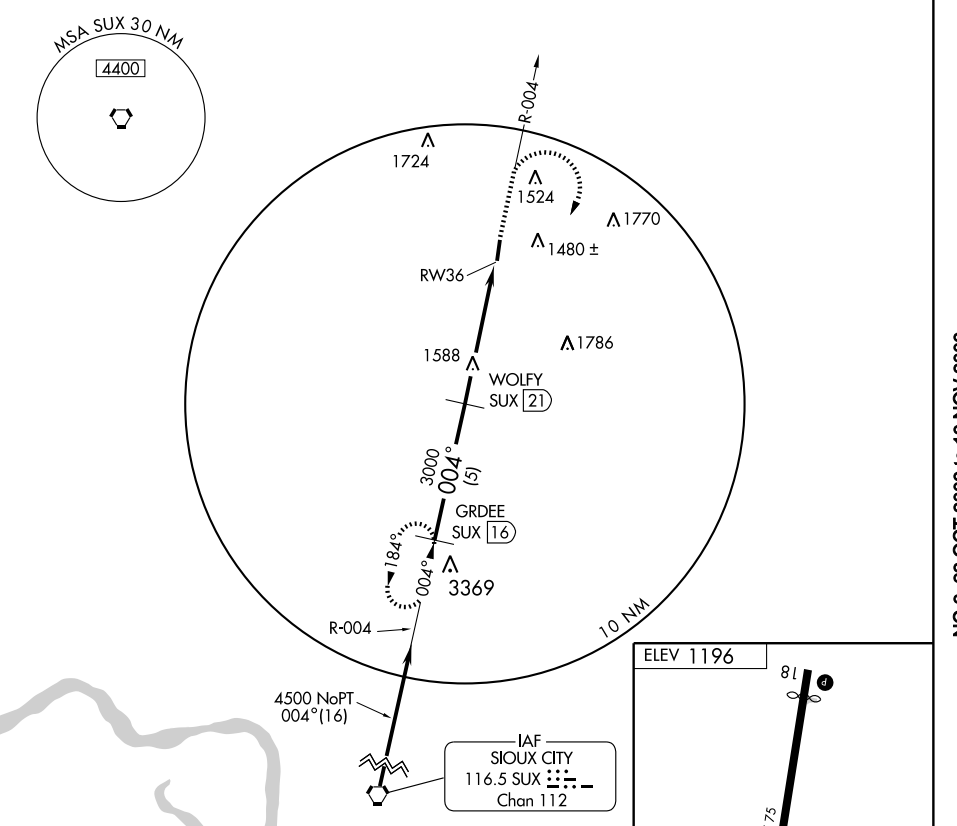 MSA SUX 30 NM
4400
R-004
1724
1524
1770
1480 ±
RW36
1786
1588
WOLFY
SUX 21
3000
004°
(5)
GRDEE
SUX 16
184°
004°
3369
R-004
10 NM
4500 NoPT
004° (16)
IAF
SIOUX CITY
116.5 SUX
Chan 112
ELEV 1196
18
P